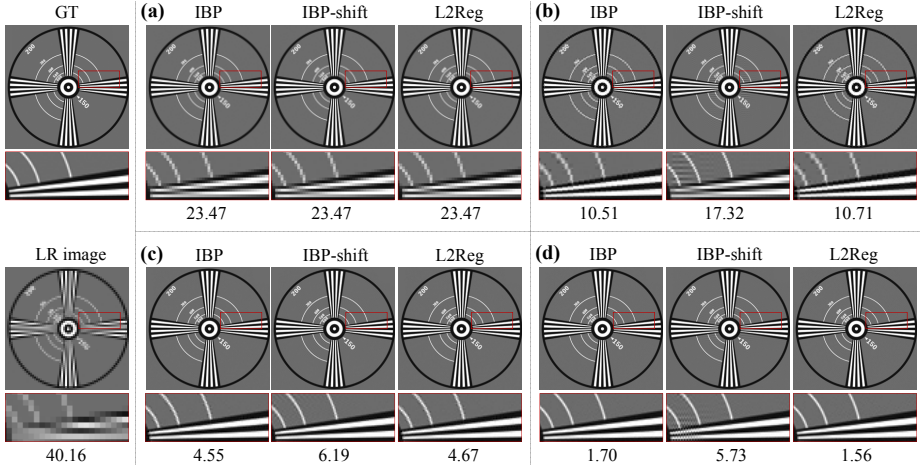 GT
(a) IBP IBP-shift L2Reg
(b) IBP IBP-shift L2Reg
200
150
23.47 23.47 23.47
10.51 17.32 10.71
LR image
(c) IBP IBP-shift L2Reg
(d) IBP IBP-shift L2Reg
40.16
4.55 6.19 4.67
1.70 5.73 1.56